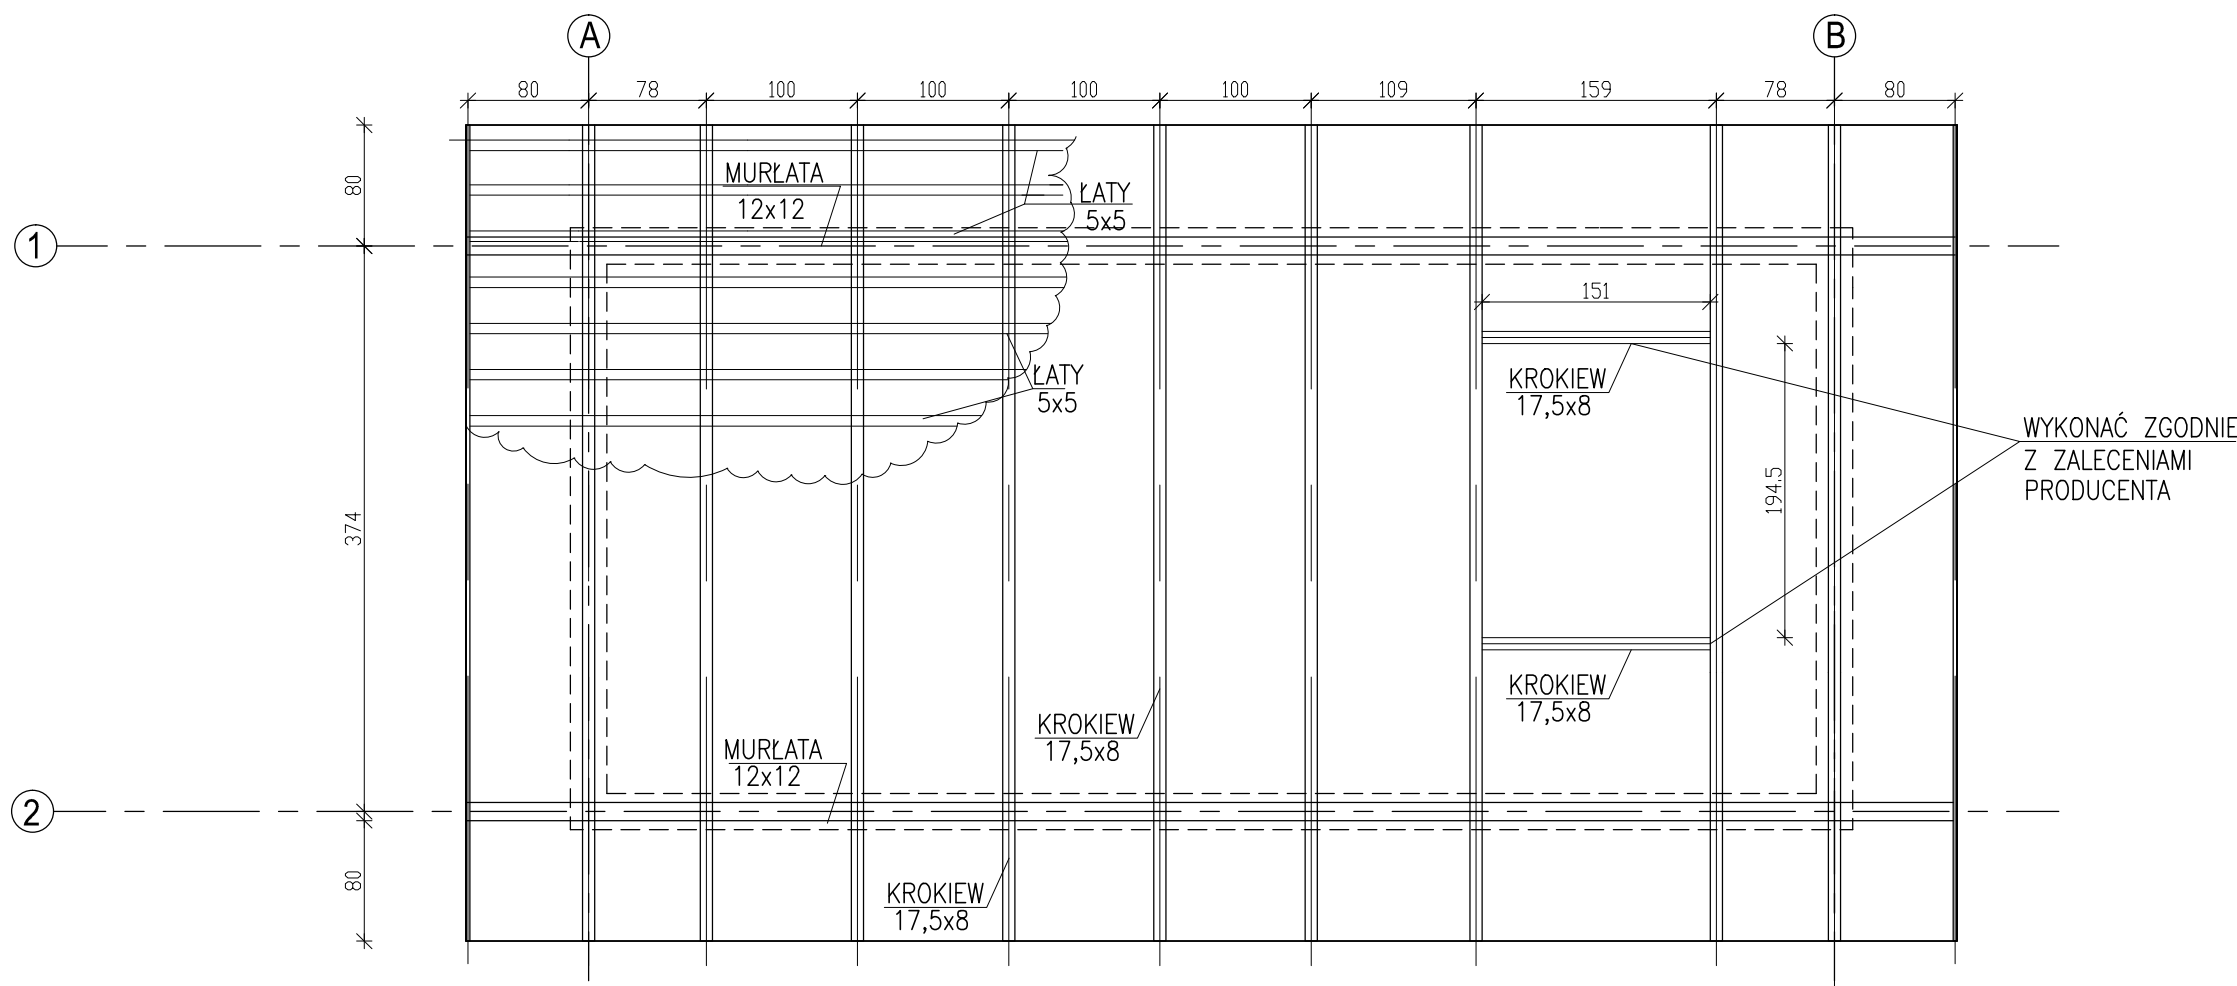 A
B
80
78
100
100
100
100
109
159
78
80
80
MURŁATA
12x12
ŁATY
5x5
1
151
ŁATY
5x5
KROKIEW
17,5x8
WYKONAĆ ZGODNIE
Z ZALECENIAMI
PRODUCENTA
194.5
374
KROKIEW
17,5x8
KROKIEW
17,5x8
MURŁATA
12x12
2
80
KROKIEW
17,5x8